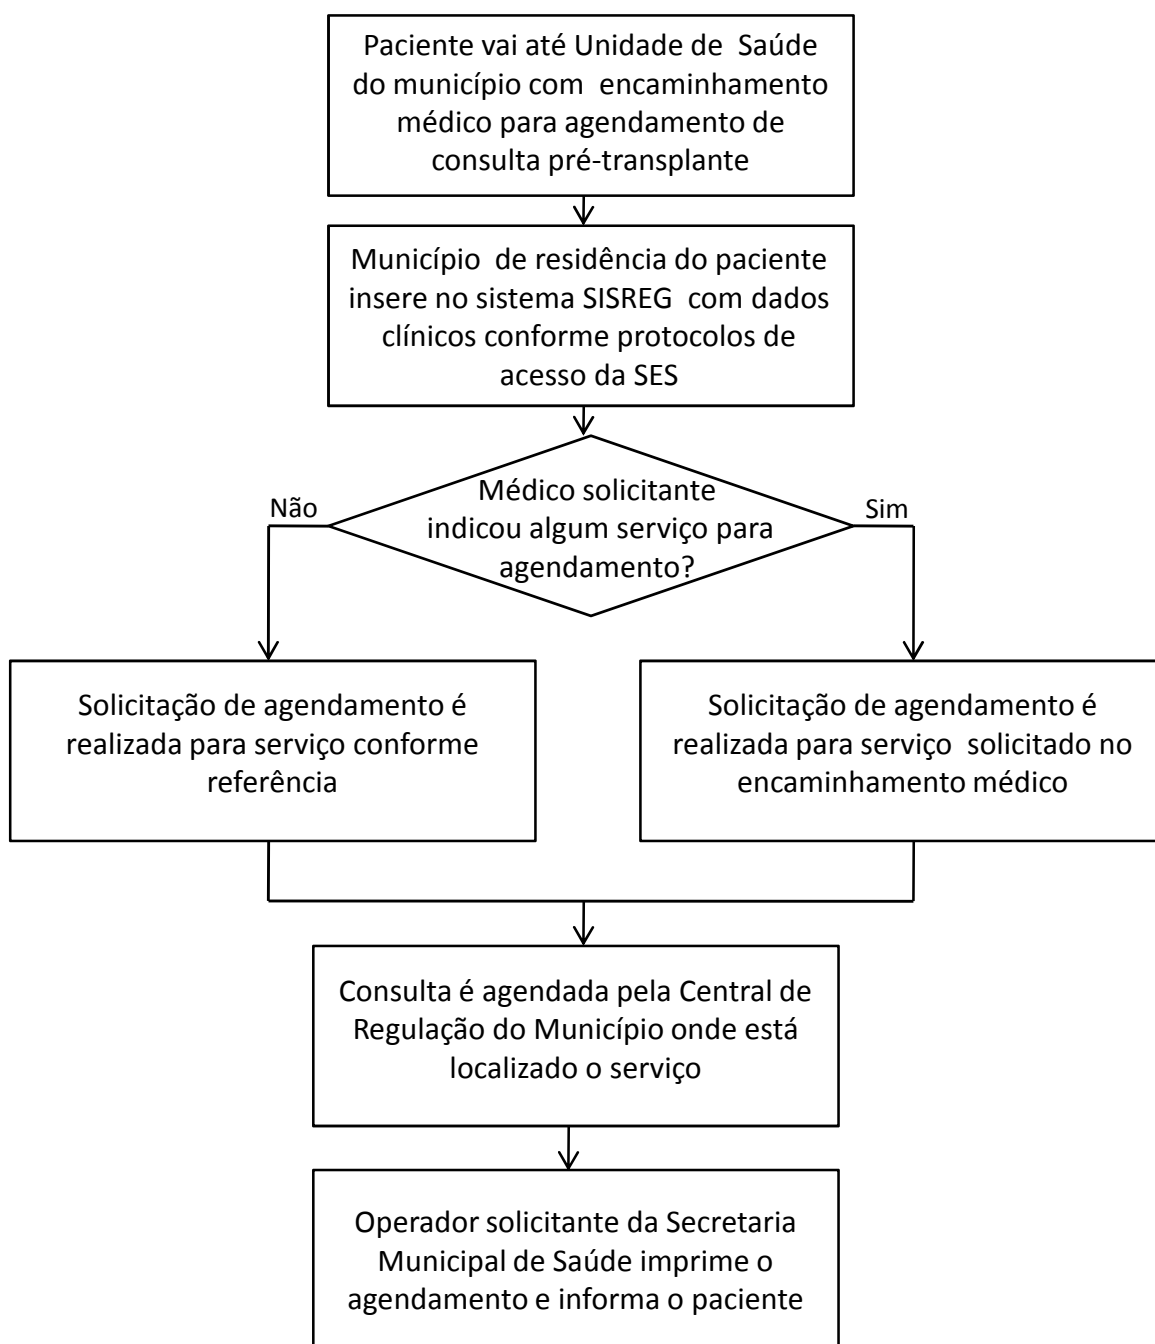 Paciente vai até Unidade de Saúde
do município com encaminhamento
médico para agendamento de
consulta pré-transplante
Município de residência do paciente
insere no sistema SISREG com dados
clínicos conforme protocolos de
acesso da SES
Médico solicitante
indicou algum serviço para
agendamento?
Não
Sim
Solicitação de agendamento é
realizada para serviço conforme
referência
Solicitação de agendamento é
realizada para serviço solicitado no
encaminhamento médico
Consulta é agendada pela Central de
Regulação do Município onde está
localizado o serviço
Operador solicitante da Secretaria
Municipal de Saúde imprime o
agendamento e informa o paciente